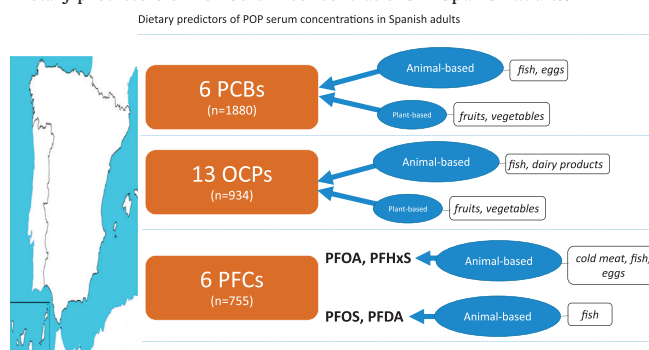 Dietary predictors of POP serum concentrations in Spanish adults
6 PCBs
(n=1880)
Animal-based
fish, eggs
Plant-based
fruits, vegetables
13 OCPs
(n=934)
Animal-based
fish, dairy products
Plant-based
fruits, vegetables
6 PFCs
(n=755)
PFOA, PFHxS
Animal-based
cold meat, fish,
eggs
PFOS, PFDA
Animal-based
fish